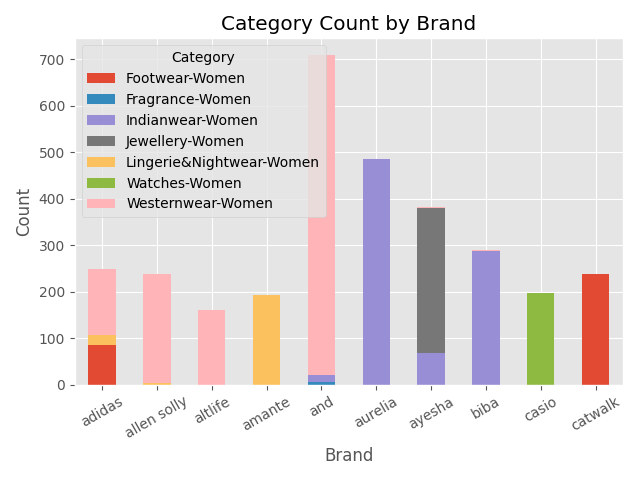 Category Count by Brand
Category
Footwear-Women
Fragrance-Women
Indianwear-Women
Jewellery-Women
Lingerie&Nightwear-Women
Watches-Women
Westernwear-Women
Count
700
600
500
400
300
200
100
0
adidas
allen solly
altlife
amante
and
aurelia
ayesha
biba
casio
catwalk
Brand